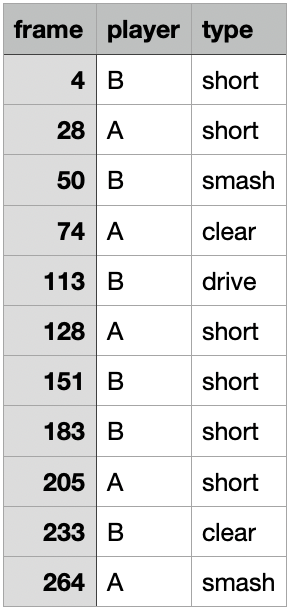 frame player type
4 B short
28 A short
50 B smash
74 A clear
113 B drive
128 A short
151 B short
183 B short
205 A short
233 B clear
264 A smash